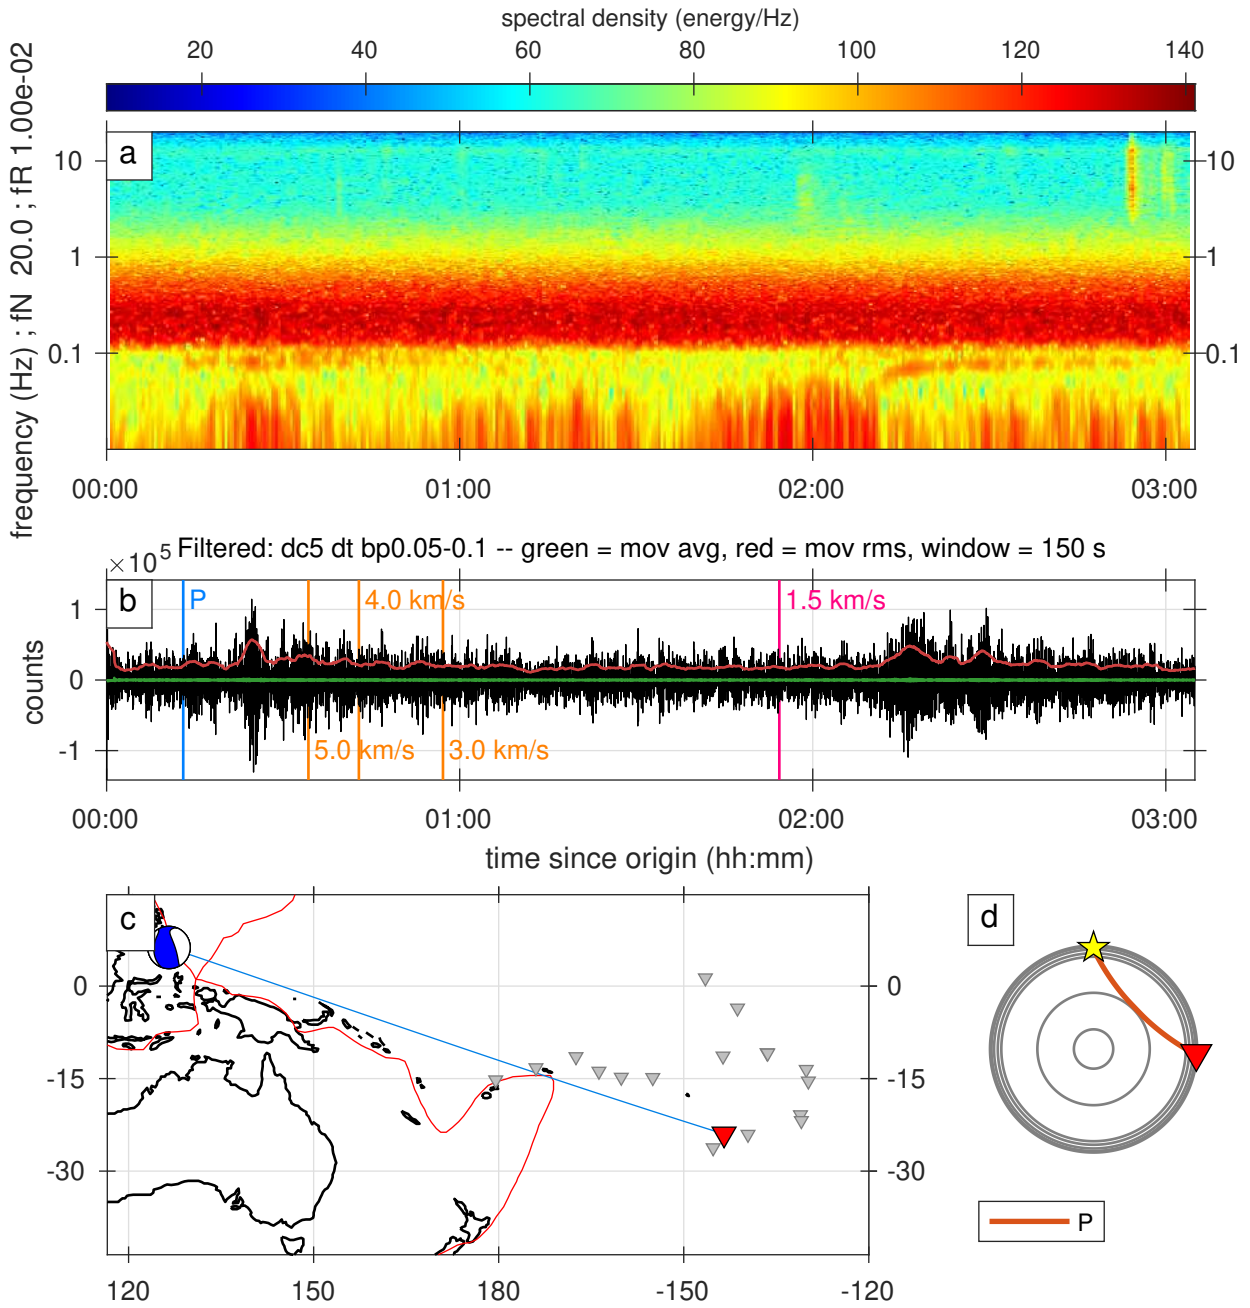 spectral density (energy/Hz)
20 40 60 80 100 120 140
frequency (Hz) ; fN 20.0 ; fR 1.00e-02
a
10 10
1 1
0.1 0.1
00:00 01:00 02:00 03:00
×10^5 Filtered: dc5 dt bp0.05-0.1 -- green = mov avg, red = mov rms, window = 150 s
b
P 4.0 km/s 1.5 km/s
counts
1
0
-1
5.0 km/s 3.0 km/s
00:00 01:00 02:00 03:00
time since origin (hh:mm)
c
d
0 0
-15 -15
-30 -30
P
120 150 180 -150 -120